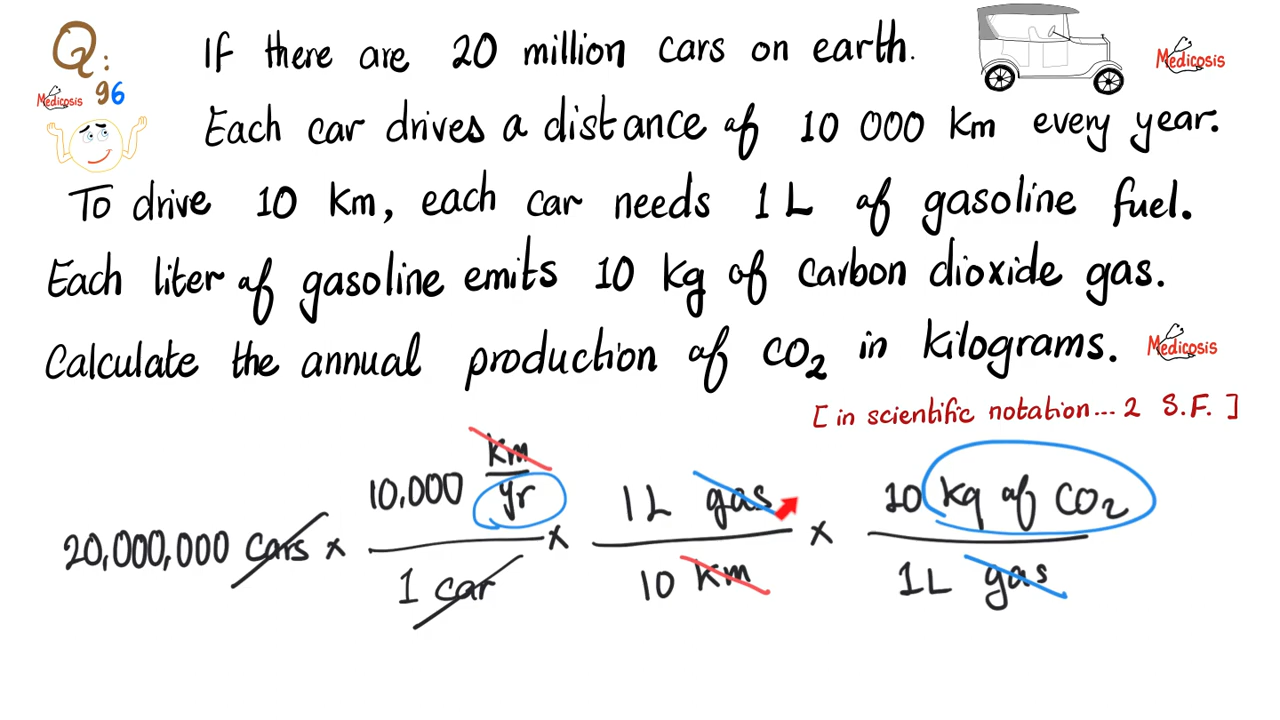 Q: If there are 20 million cars on earth.
Medicosis
Medicosis 96 Each car drives a distance of 10 000 km every year.
To drive 10 km, each car needs 1 L of gasoline fuel.
Each liter of gasoline emits 10 kg of carbon dioxide gas.
Calculate the annual production of CO2 in kilograms.
Medicosis
[in scientific notation... 2 S.F.]
20,000,000 cars × 10,000 km/yr / 1 car × 1L gas / 10 km × 10 kg of CO2 / 1L gas